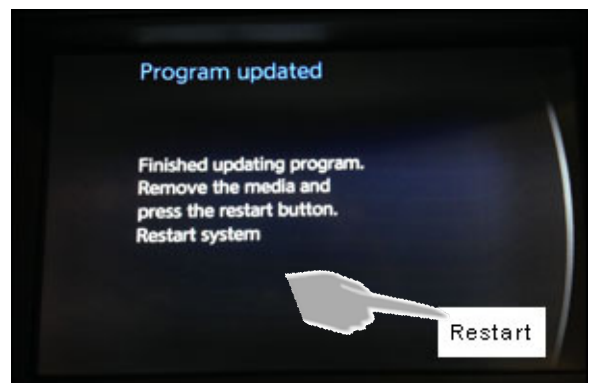 Program updated
Finished updating program.
Remove the media and
press the restart button.
Restart system
Restart